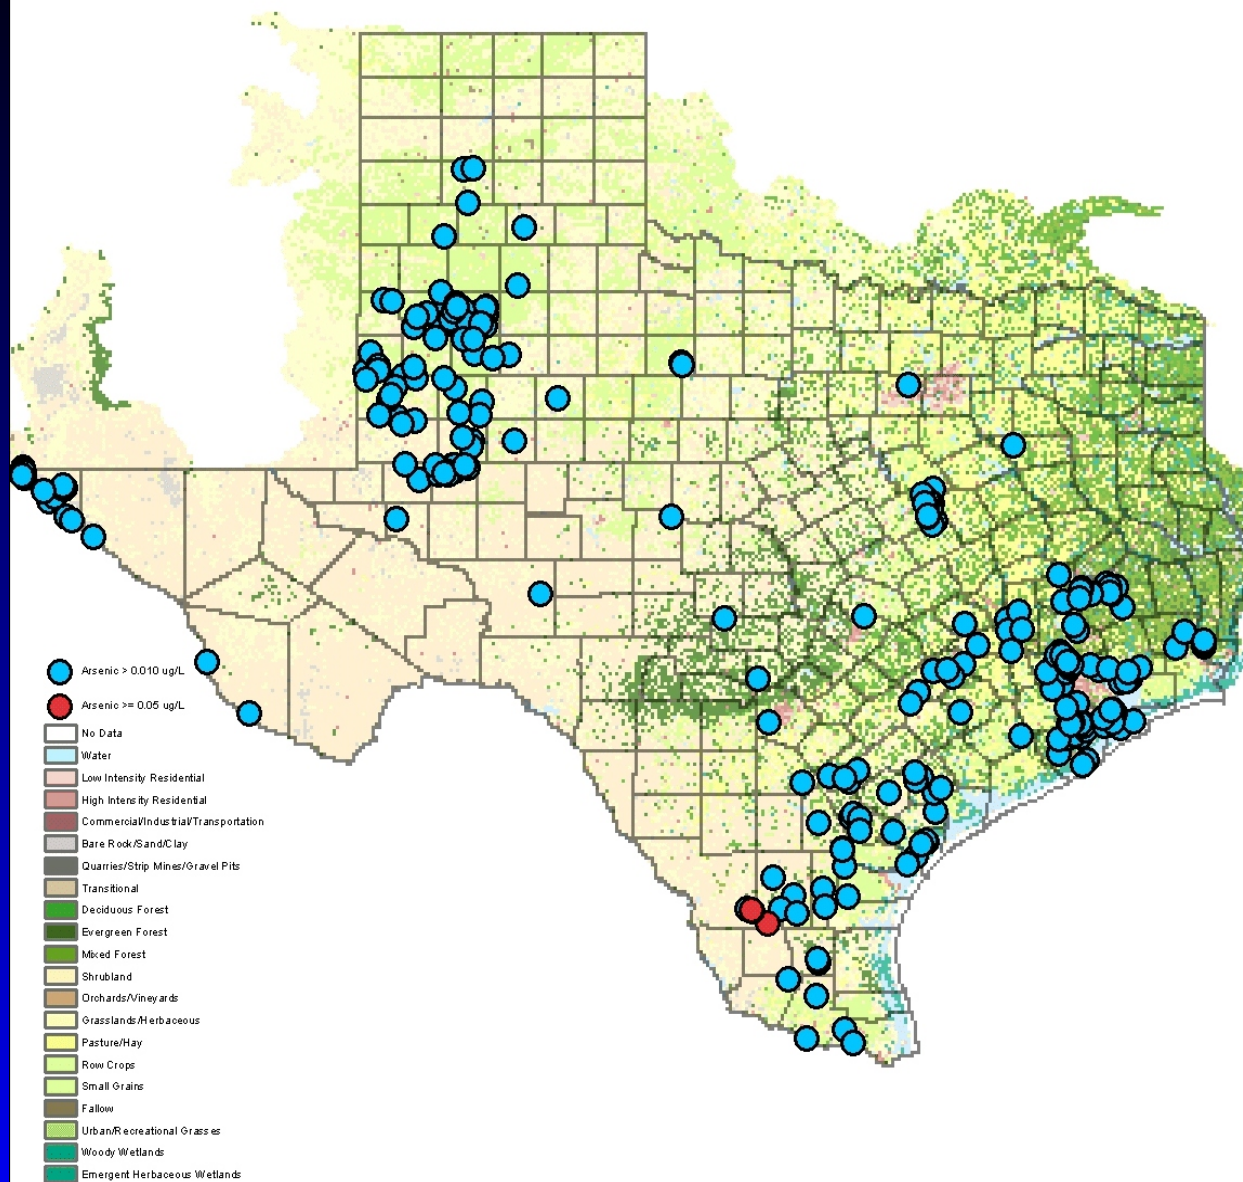 Arsenic > 0.010 ug/L
Arsenic >= 0.05 ug/L
No Data
Water
Low Intensity Residential
High Intensity Residential
Commercial/Industrial/Transportation
Bare Rock/Sand/Clay
Quarries/Strip Mines/Gravel Pits
Transitional
Deciduous Forest
Evergreen Forest
Mixed Forest
Shrubland
Orchards/Vineyards
Grasslands/Herbaceous
Pasture/Hay
Row Crops
Small Grains
Fallow
Urban/Recreational Grasses
Woody Wetlands
Emergent Herbaceous Wetlands